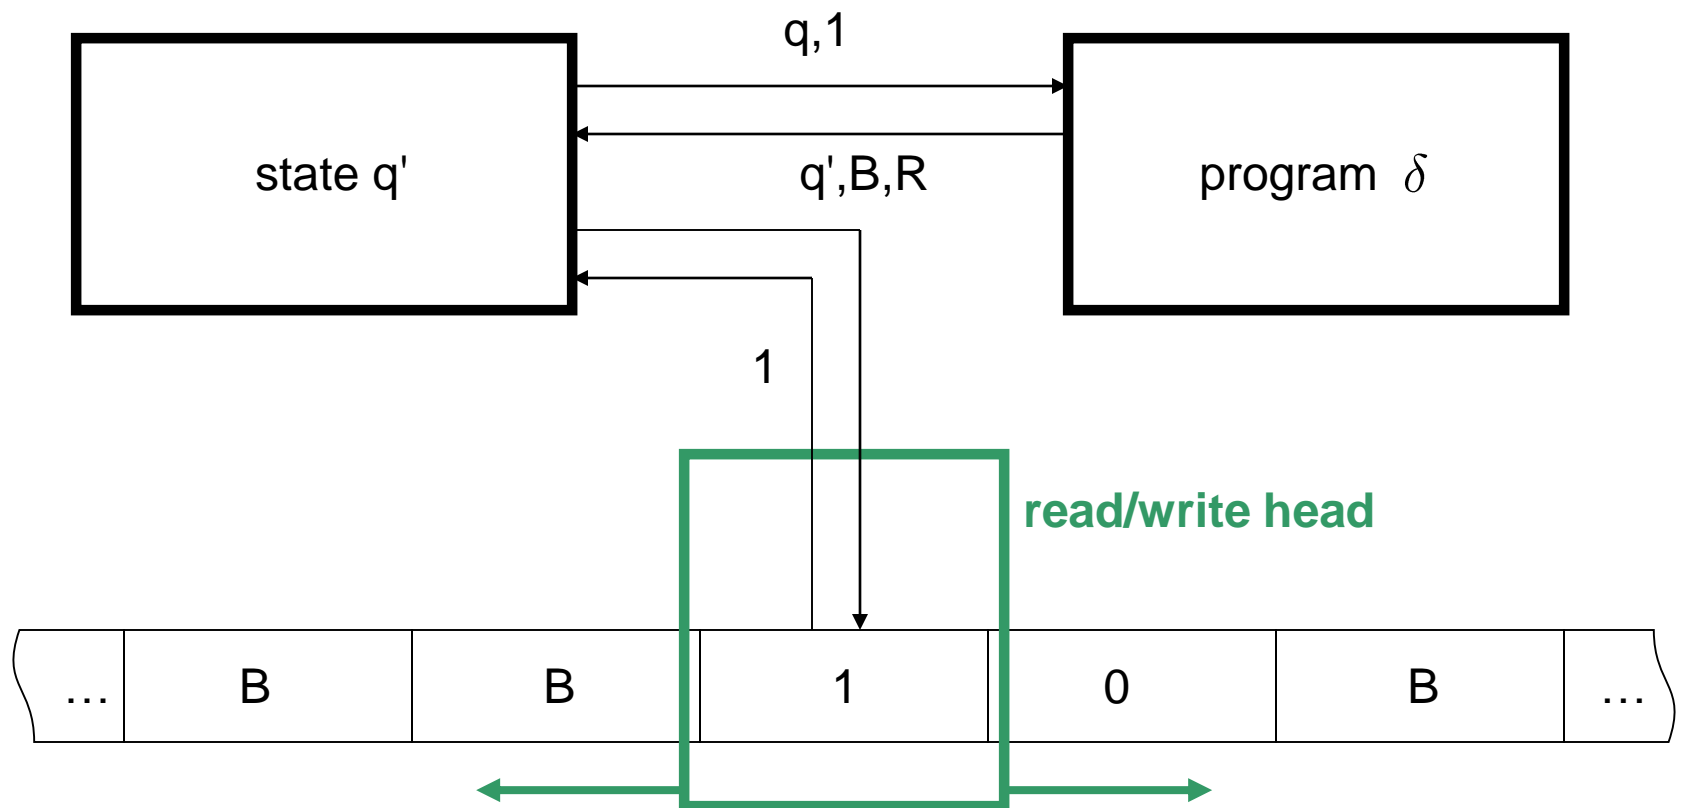 q,1
state q'
q',B,R
program δ
1
read/write head
… B B 1 0 B …